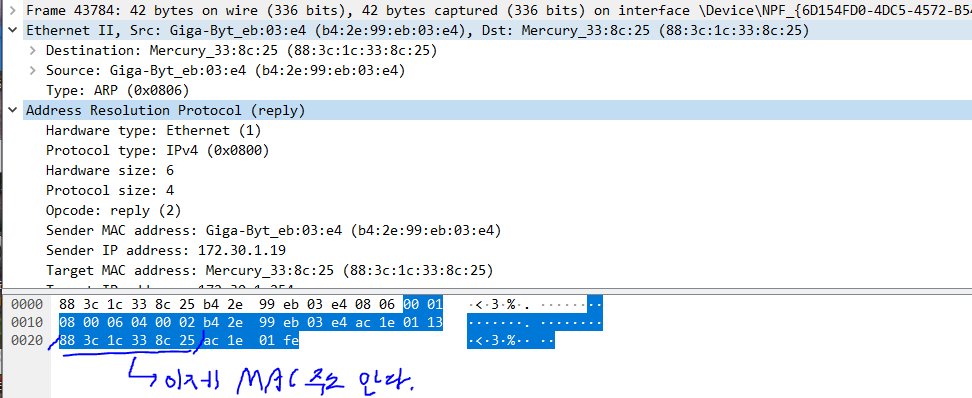 Frame 43784: 42 bytes on wire (336 bits), 42 bytes captured (336 bits) on interface \Device\NPF_{6D154FD0-4DC5-4572-B5
Ethernet II, Src: Giga-Byt_eb:03:e4 (b4:2e:99:eb:03:e4), Dst: Mercury_33:8c:25 (88:3c:1c:33:8c:25)
Destination: Mercury_33:8c:25 (88:3c:1c:33:8c:25)
Source: Giga-Byt_eb:03:e4 (b4:2e:99:eb:03:e4)
Type: ARP (0x0806)
Address Resolution Protocol (reply)
Hardware type: Ethernet (1)
Protocol type: IPv4 (0x0800)
Hardware size: 6
Protocol size: 4
Opcode: reply (2)
Sender MAC address: Giga-Byt_eb:03:e4 (b4:2e:99:eb:03:e4)
Sender IP address: 172.30.1.19
Target MAC address: Mercury_33:8c:25 (88:3c:1c:33:8c:25)
Target IP address: 172.30.1.254
0000 88 3c 1c 33 8c 25 b4 2e 99 eb 03 e4 08 06 00 01 ·<·3·%·. ········
0010 08 00 06 04 00 02 b4 2e 99 eb 03 e4 ac 1e 01 13 ·······. ········
0020 88 3c 1c 33 8c 25 ac 1e 01 fe ·<·3·%·· ··
이제 MAC 주소 안다.